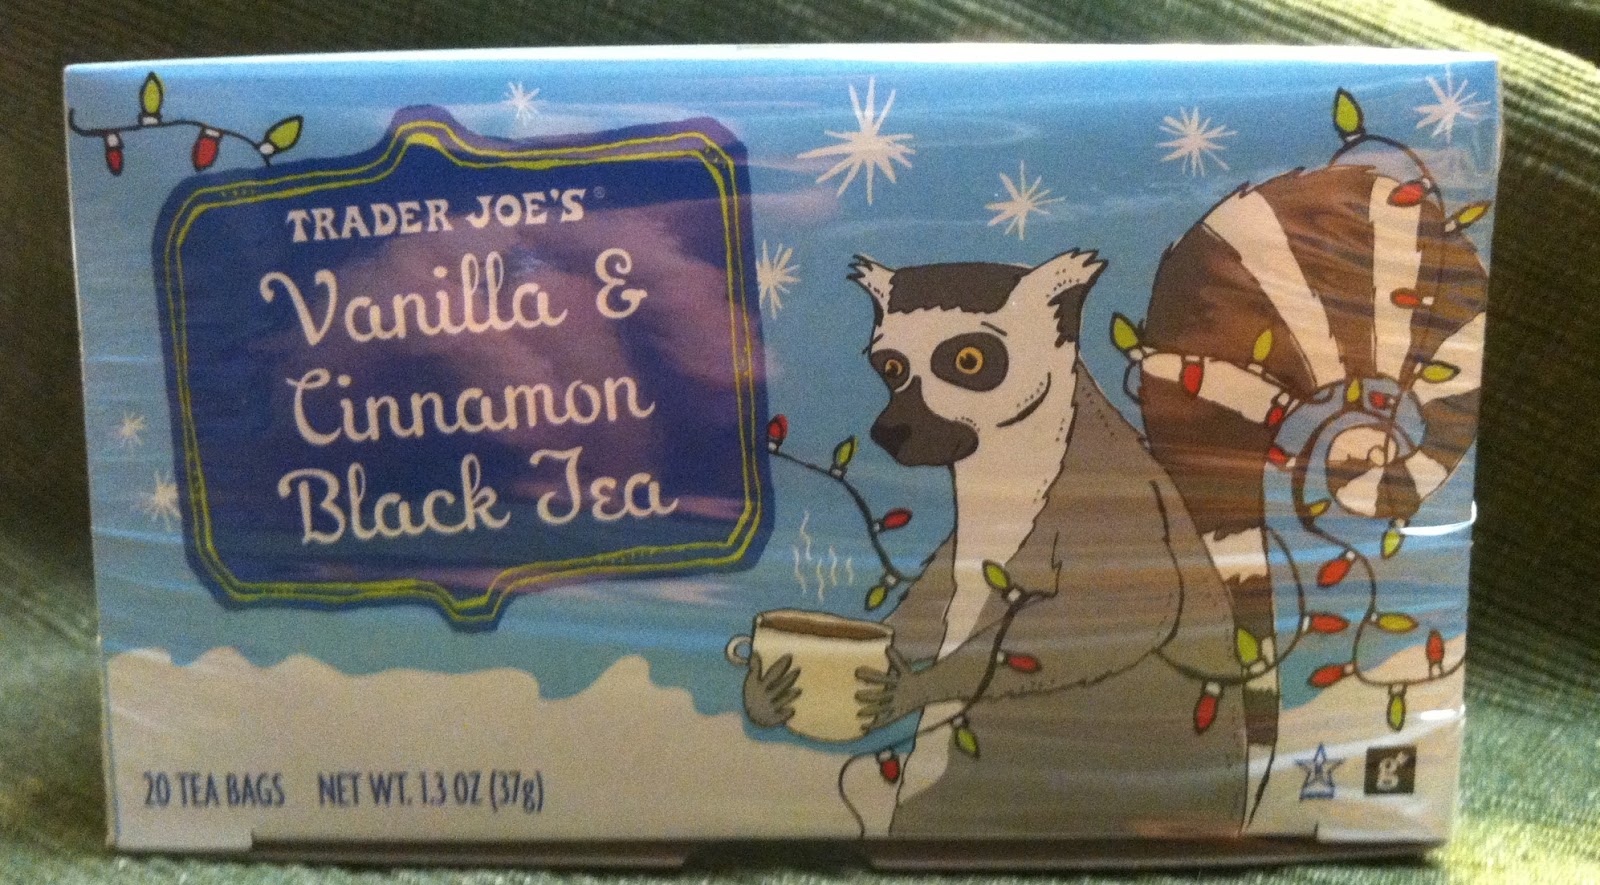 TRADER JOE'S®
Vanilla &
Cinnamon
Black Tea
20 TEA BAGS NET WT. 1.3 OZ (37g)
K
g